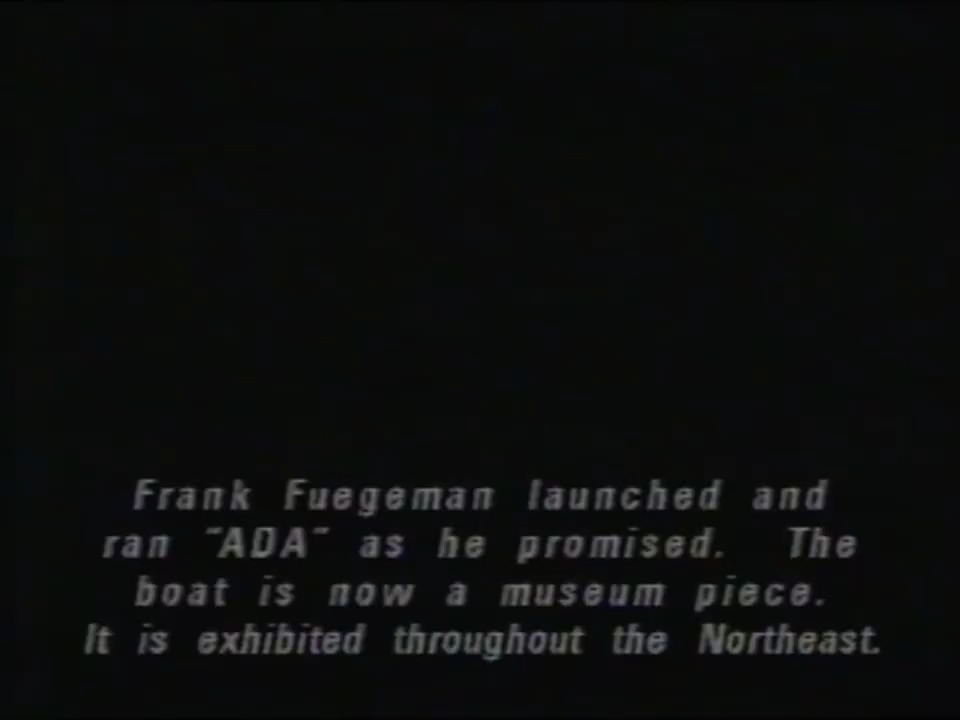 Frank Fuegeman launched and
ran "ADA" as he promised. The
boat is now a museum piece.
It is exhibited throughout the Northeast.